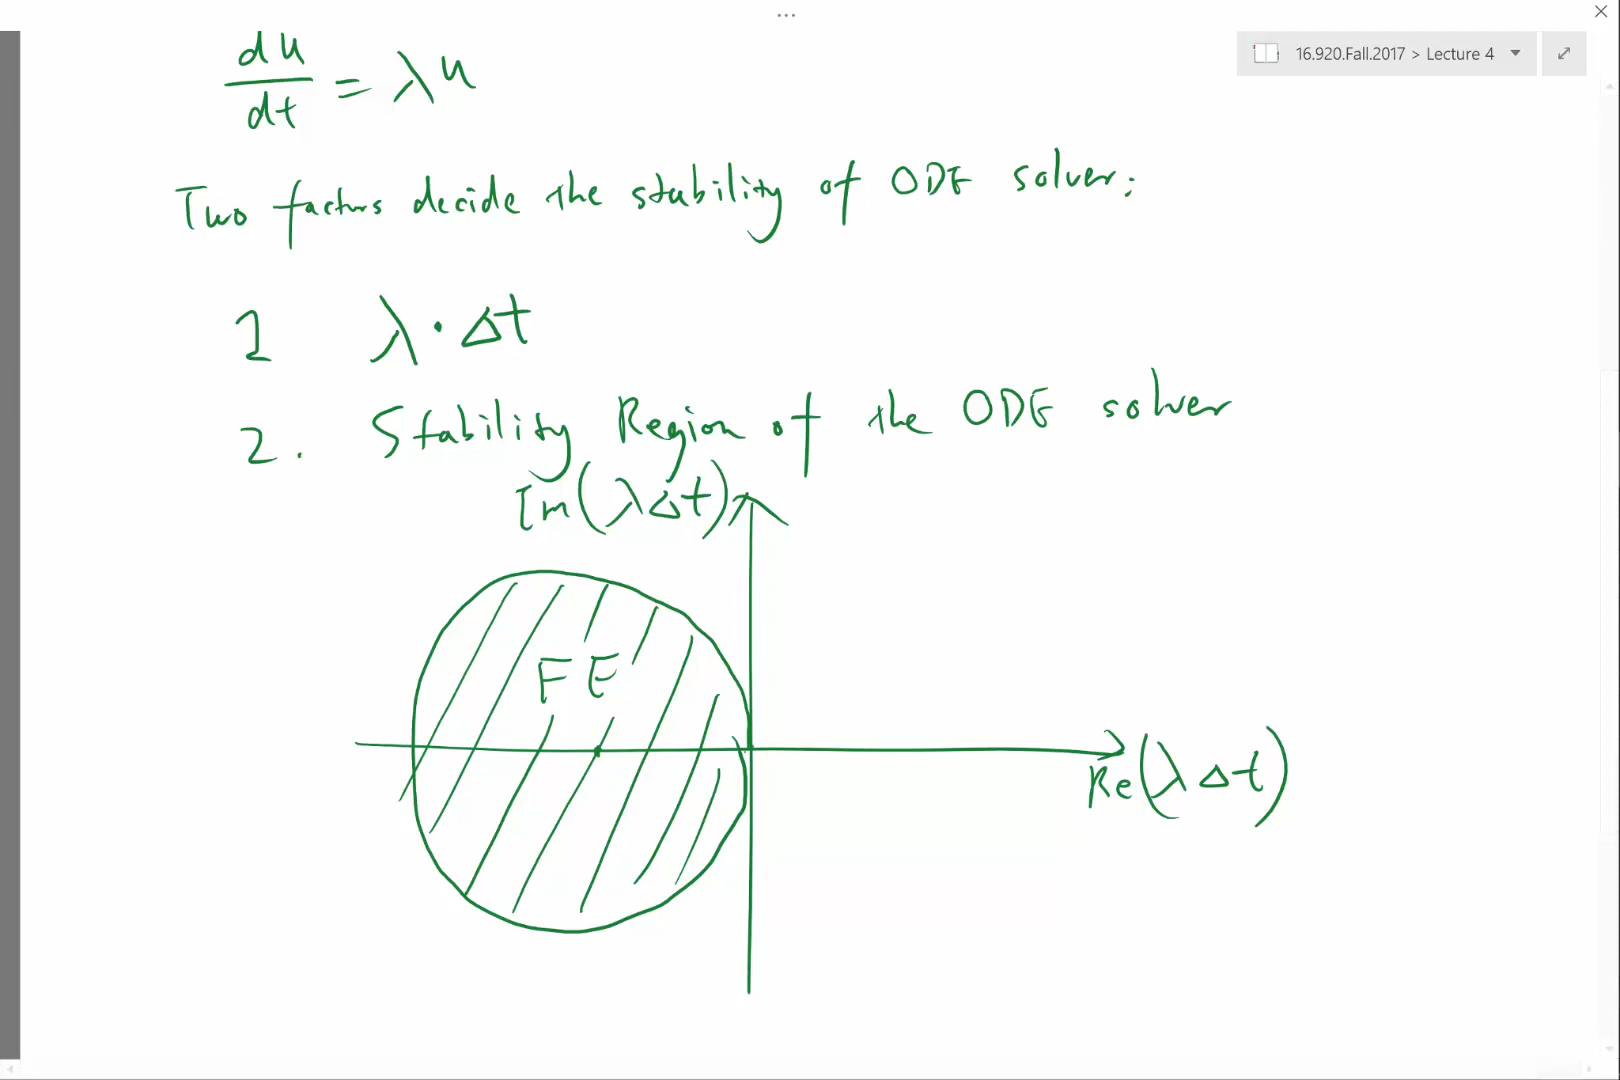 ...
16.920.Fall.2017 > Lecture 4
du/dt = λu
Two factors decide the stability of ODE solver:
1 λ·Δt
2. Stability Region of the ODE solver
Im(λΔt)
FE
Re(λΔt)